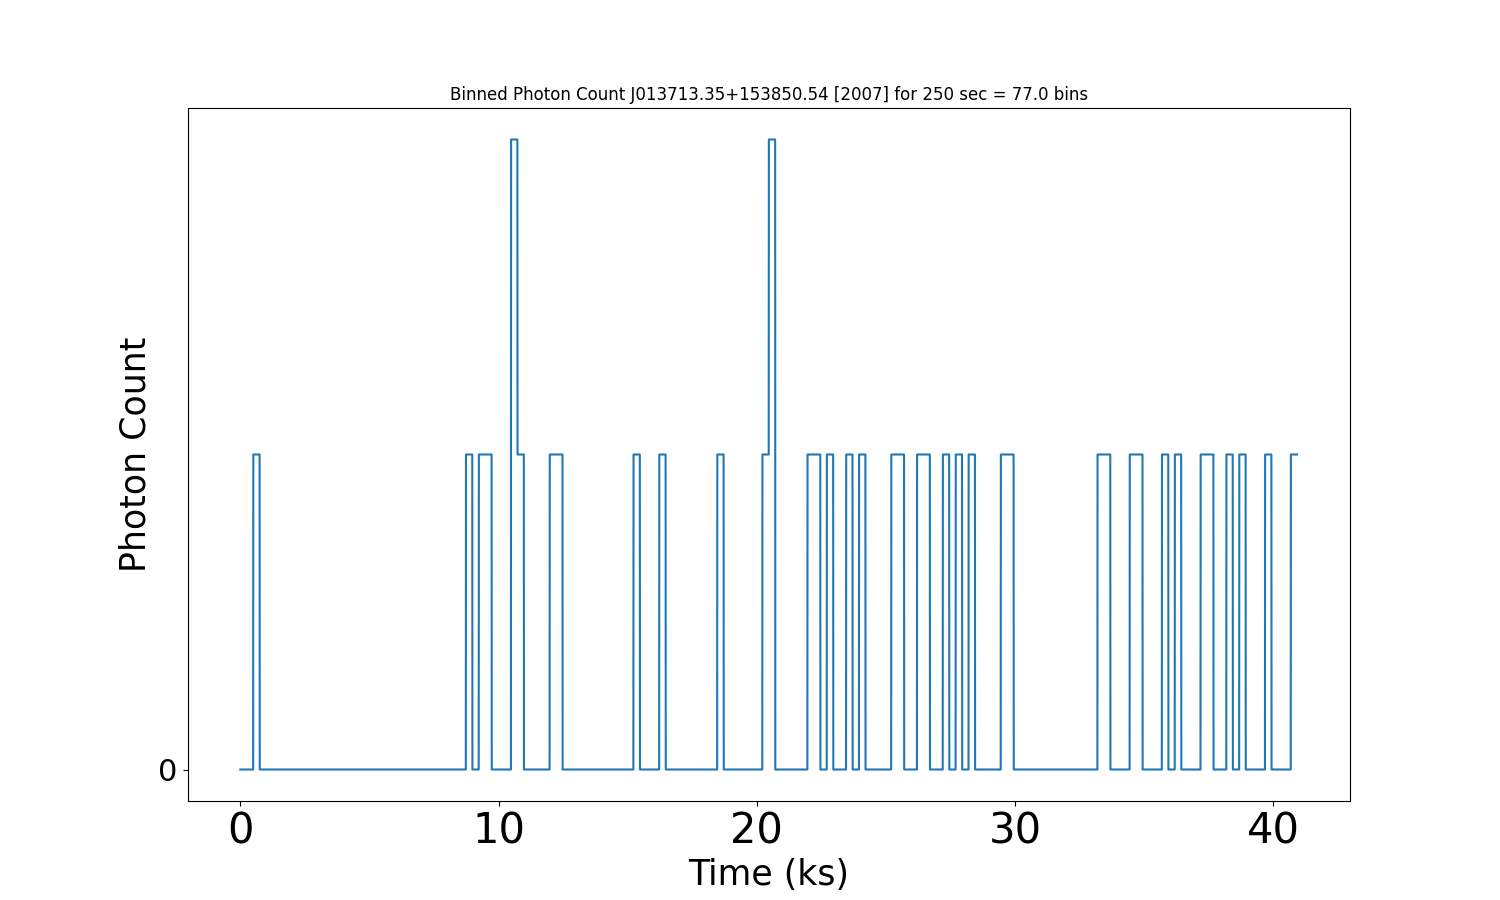 Binned Photon Count J013713.35+153850.54 [2007] for 250 sec = 77.0 bins
Photon Count
0
0 10 20 30 40
Time (ks)